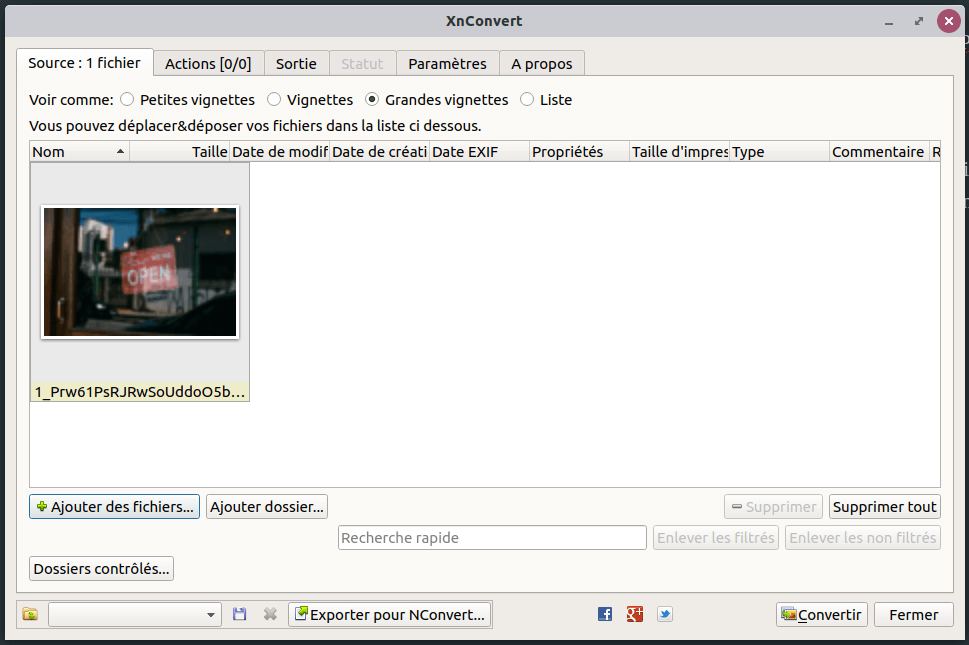 XnConvert
Source : 1 fichier Actions [0/0] Sortie Statut Paramètres A propos
Voir comme: Petites vignettes Vignettes Grandes vignettes Liste
Vous pouvez déplacer&déposer vos fichiers dans la liste ci dessous.
Nom Taille Date de modif Date de créati Date EXIF Propriétés Taille d'impres Type Commentaire R
OPEN
1_Prw61PsRJRwSoUddoO5b...
Ajouter des fichiers... Ajouter dossier... Supprimer Supprimer tout
Recherche rapide Enlever les filtrés Enlever les non filtrés
Dossiers contrôlés...
Exporter pour NConvert... Convertir Fermer